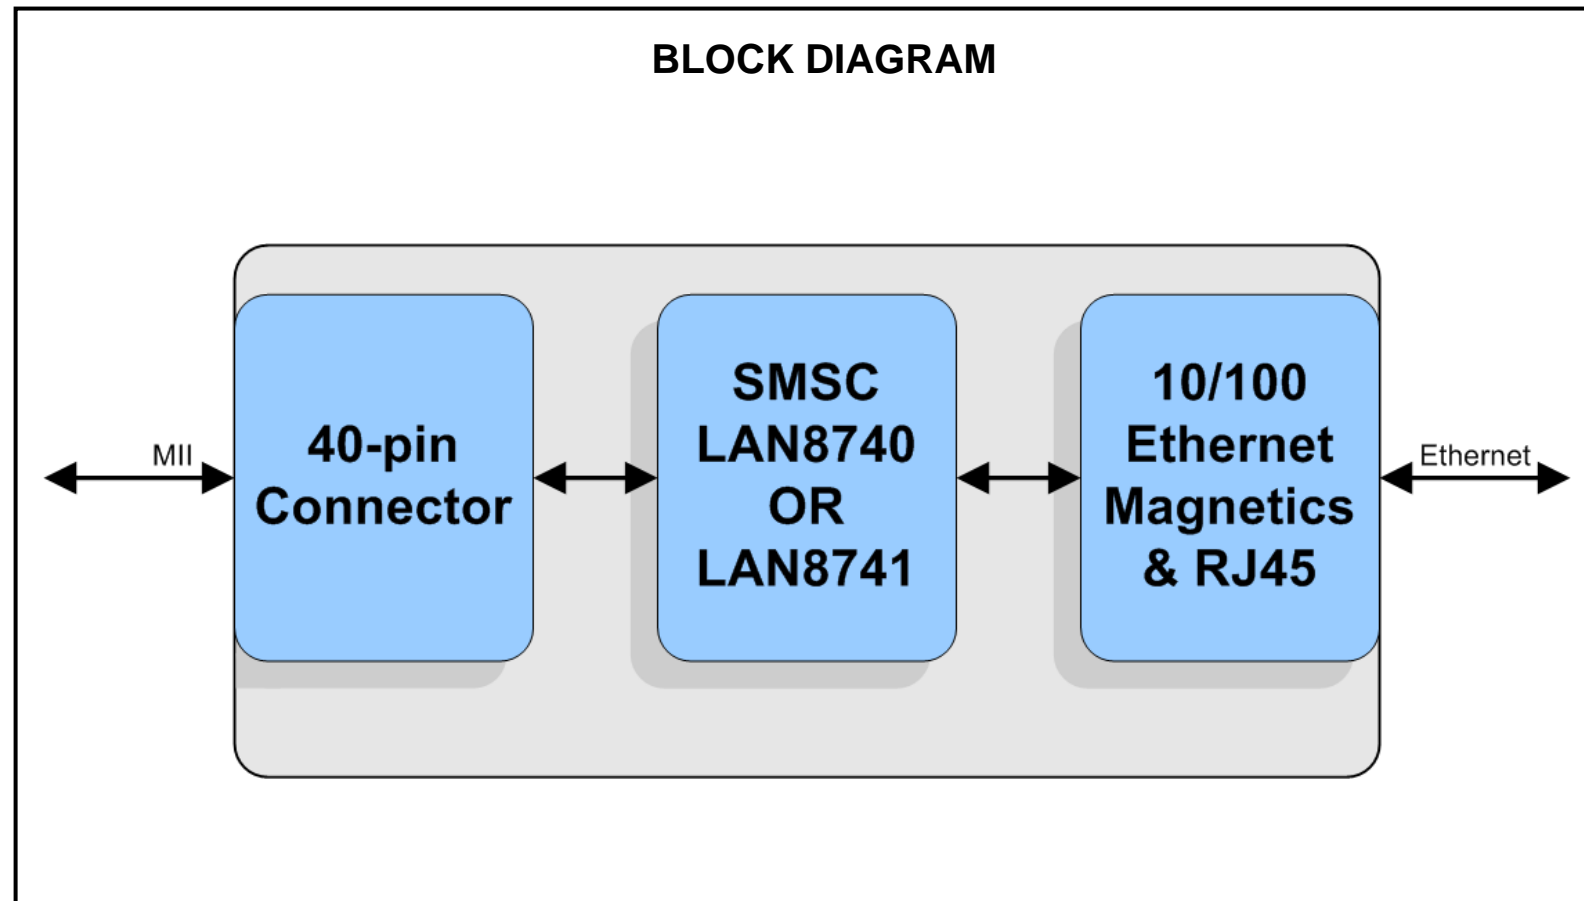 BLOCK DIAGRAM
MII
40-pin
Connector
SMSC
LAN8740
OR
LAN8741
10/100
Ethernet
Magnetics
& RJ45
Ethernet